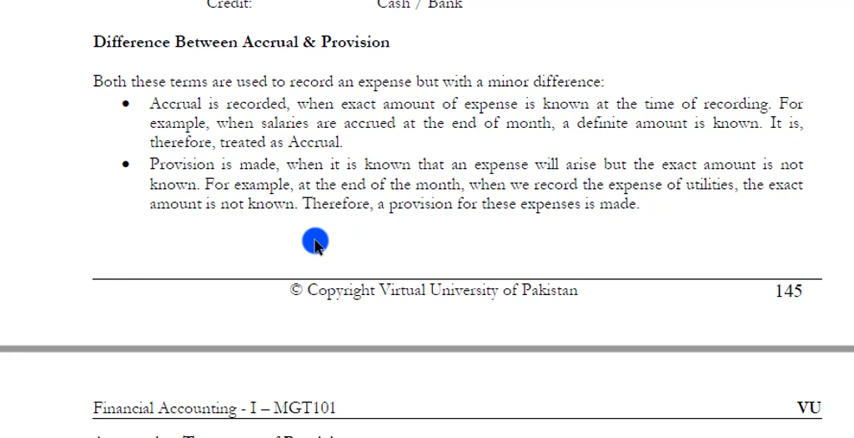 Credit: Cash / Bank
Difference Between Accrual & Provision
Both these terms are used to record an expense but with a minor difference:
• Accrual is recorded, when exact amount of expense is known at the time of recording. For
example, when salaries are accrued at the end of month, a definite amount is known. It is,
therefore, treated as Accrual.
• Provision is made, when it is known that an expense will arise but the exact amount is not
known. For example, at the end of the month, when we record the expense of utilities, the exact
amount is not known. Therefore, a provision for these expenses is made.
© Copyright Virtual University of Pakistan 145
Financial Accounting - I – MGT101 VU